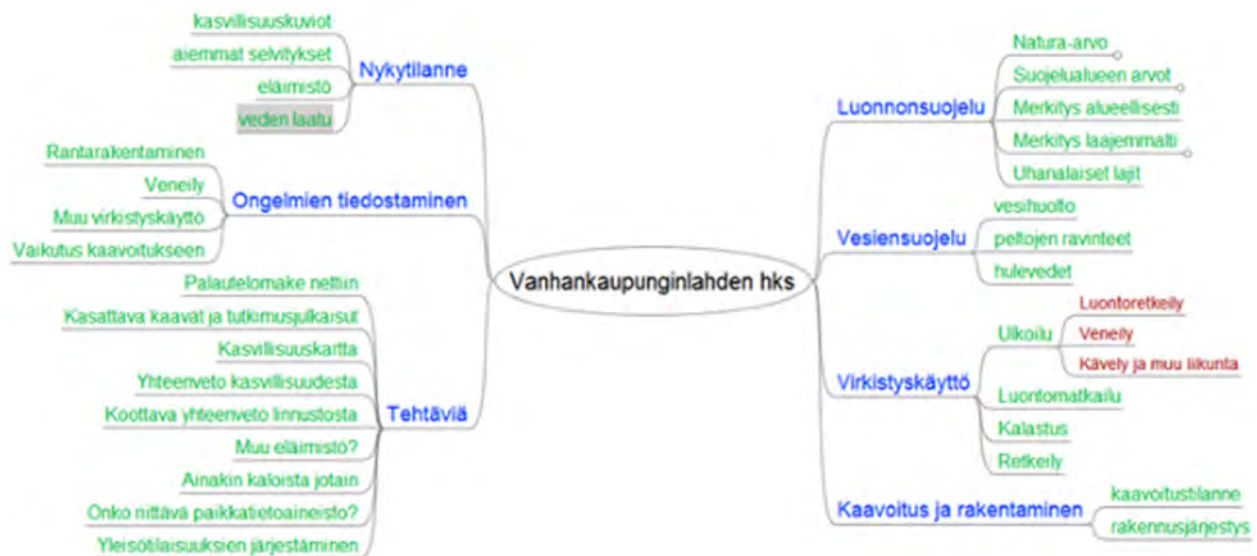 kasvillisuuskuviot
aiemmat selvitykset
eläimistö
veden laatu
Nykytilanne
Rantarakentaminen
Veneily
Muu virkistyskäyttö
Vaikutus kaavoitukseen
Ongelmien tiedostaminen
Palautelomake nettiin
Kasattava kaavat ja tutkimusjulkaisut
Kasvillisuuskartta
Yhteenveto kasvillisuudesta
Koottava yhteenveto linnustosta
Muu eläimistö?
Ainakin kaloista jotain
Onko riittävä paikkatietoaineisto?
Yleisötilaisuuksien järjestäminen
Tehtäviä
Vanhankaupunginlahden hks
Luonnonsuojelu
Natura-arvo
Suojelualueen arvot
Merkitys alueellisesti
Merkitys laajemmalti
Uhanalaiset lajit
Vesiensuojelu
vesihuolto
peltojen ravinteet
hulevedet
Virkistyskäyttö
Ulkoilu
Luontoretkeily
Veneily
Kävely ja muu liikunta
Luontomatkailu
Kalastus
Retkeily
Kaavoitus ja rakentaminen
kaavoitustilanne
rakennusjärjestys